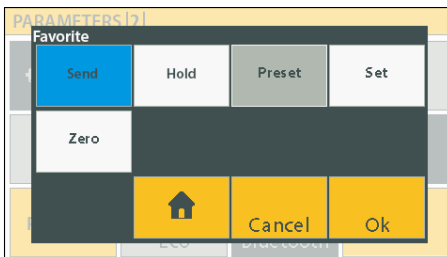 PARAMETERS|2|
Favorite
Send Hold Preset Set
Zero
Cancel Ok